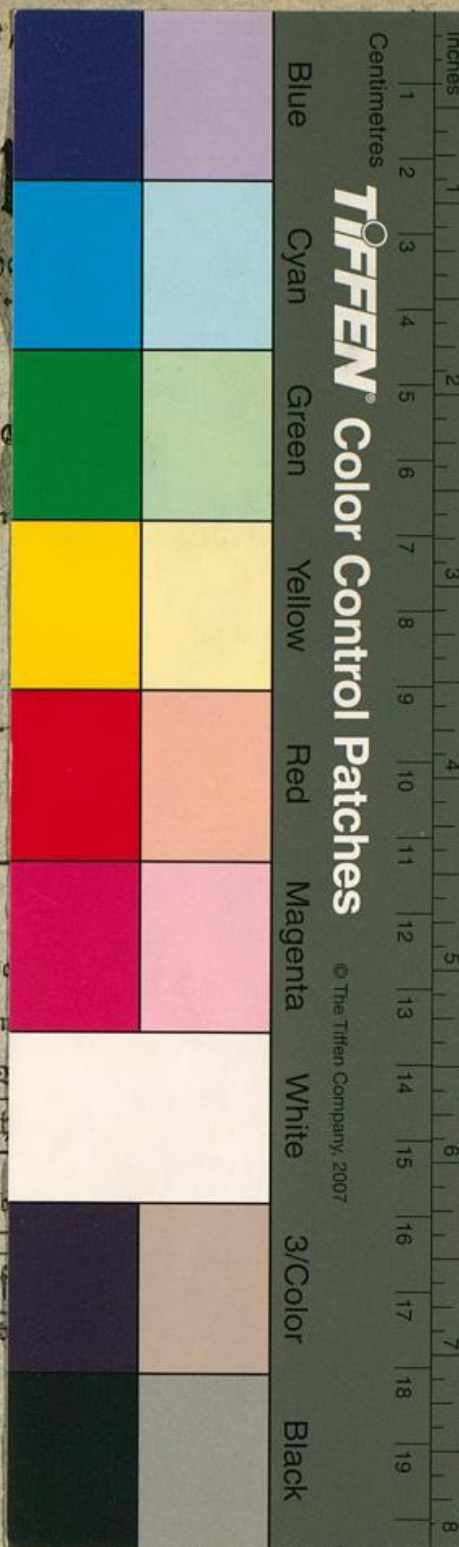 Inches 1 2 3 4 5 6 7 8
Centimetres 1 2 3 4 5 6 7 8 9 10 11 12 13 14 15 16 17 18 19
TIFFEN® Color Control Patches © The Tiffen Company, 2007
Blue Cyan Green Yellow Red Magenta White 3/Color Black